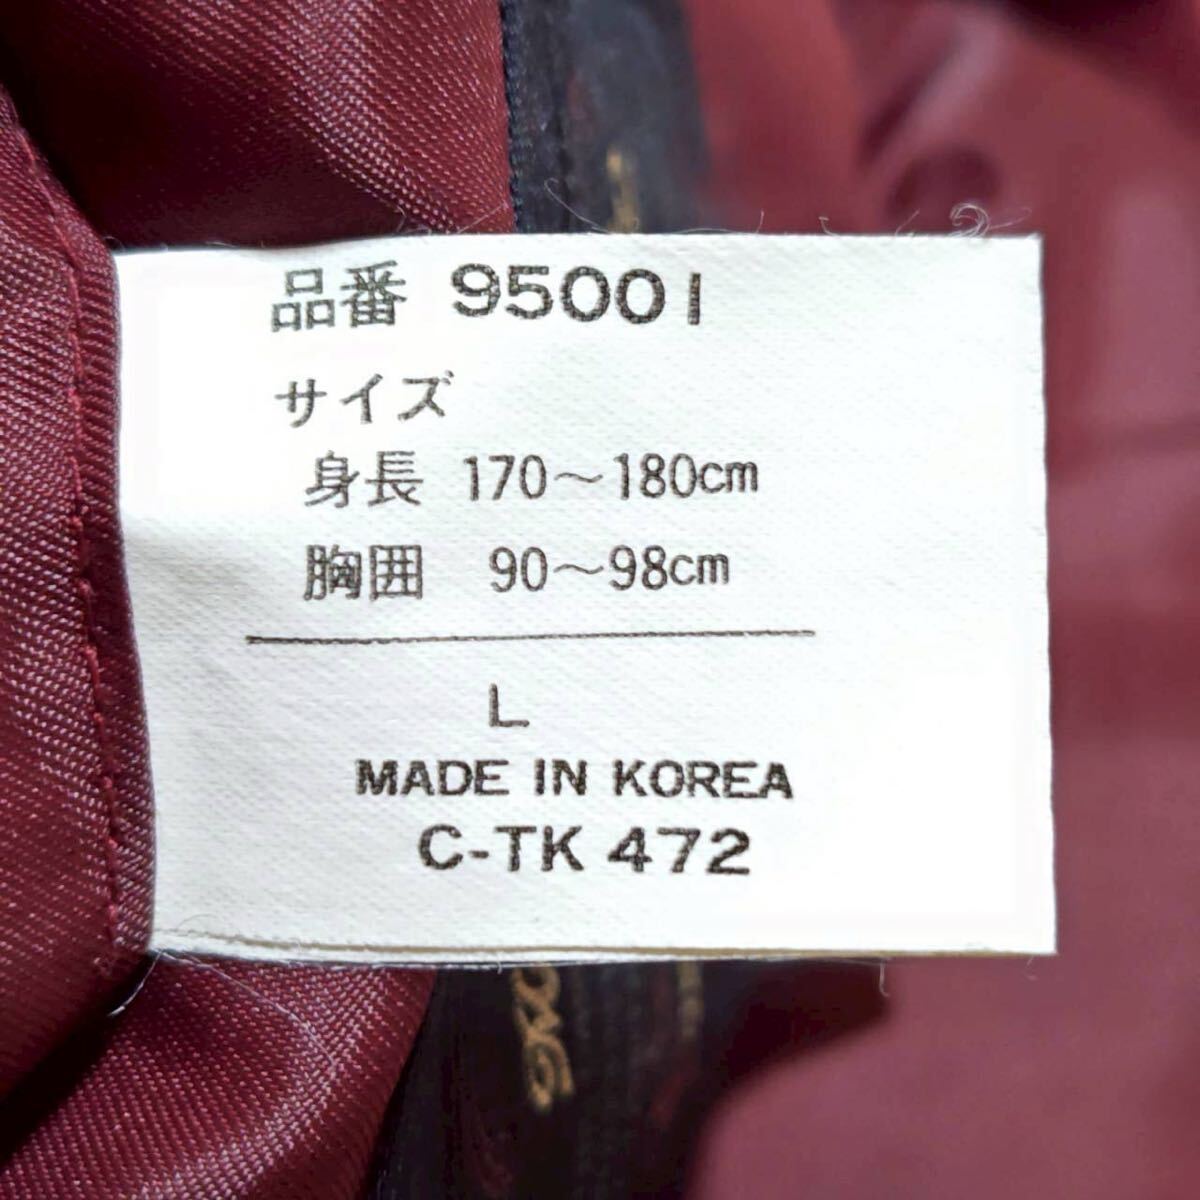 品番 95001
サイズ
身長 170～180cm
胸囲 90～98cm
L
MADE IN KOREA
C-TK 472